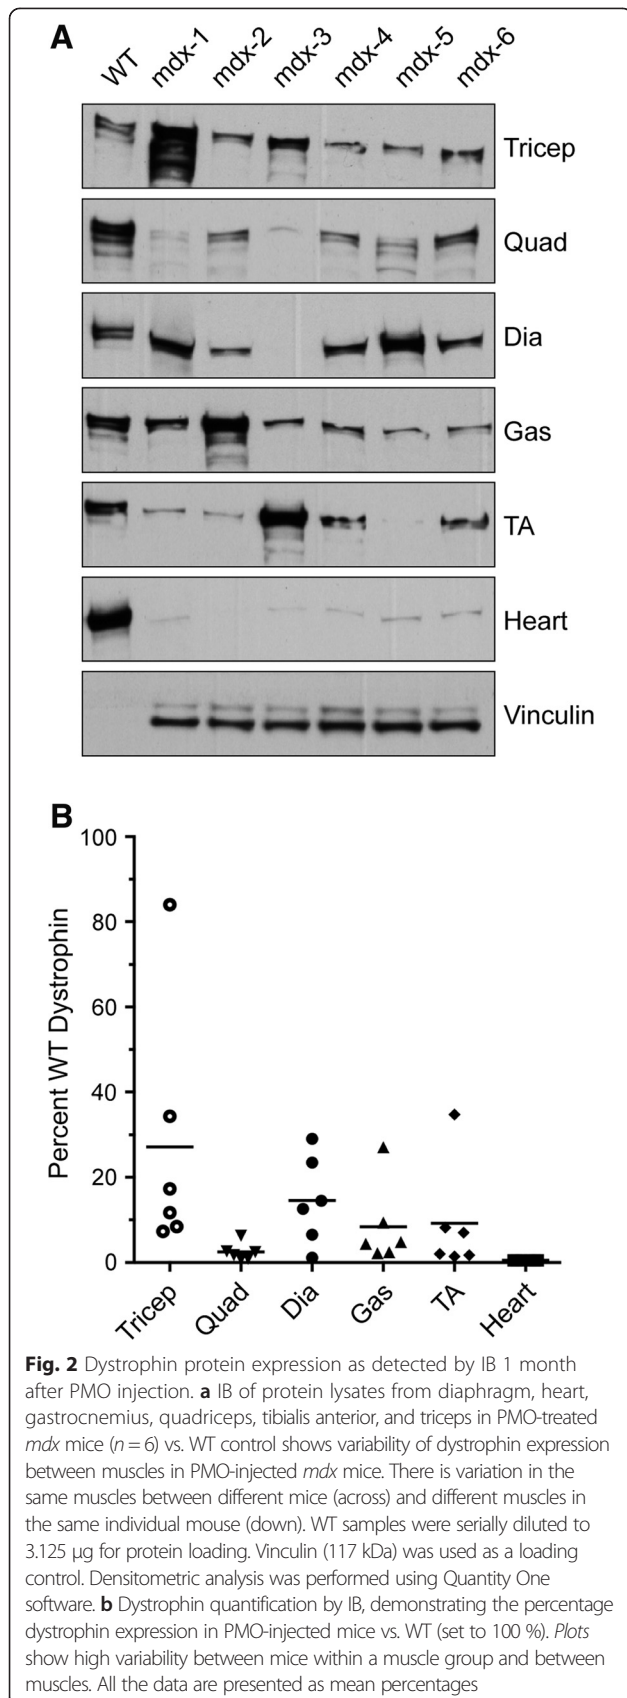 A
WT mdx-1 mdx-2 mdx-3 mdx-4 mdx-5 mdx-6
Tricep
Quad
Dia
Gas
TA
Heart
Vinculin
B
Percent WT Dystrophin
100
80
60
40
20
0
Tricep Quad Dia Gas TA Heart
Fig. 2 Dystrophin protein expression as detected by IB 1 month
after PMO injection. a IB of protein lysates from diaphragm, heart,
gastrocnemius, quadriceps, tibialis anterior, and triceps in PMO-treated
mdx mice (n = 6) vs. WT control shows variability of dystrophin expression
between muscles in PMO-injected mdx mice. There is variation in the
same muscles between different mice (across) and different muscles in
the same individual mouse (down). WT samples were serially diluted to
3.125 μg for protein loading. Vinculin (117 kDa) was used as a loading
control. Densitometric analysis was performed using Quantity One
software. b Dystrophin quantification by IB, demonstrating the percentage
dystrophin expression in PMO-injected mice vs. WT (set to 100 %). Plots
show high variability between mice within a muscle group and between
muscles. All the data are presented as mean percentages